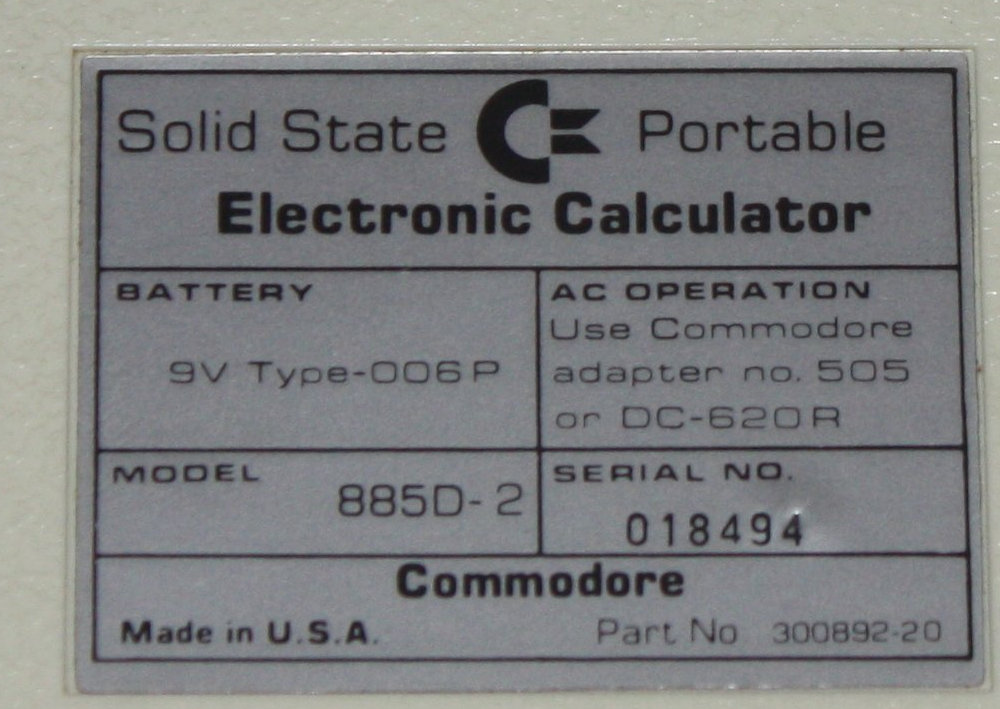 Solid State Portable
Electronic Calculator
BATTERY
9V Type-006P
AC OPERATION
Use Commodore
adapter no. 505
or DC-620R
MODEL
885D-2
SERIAL NO.
018494
Commodore
Made in U.S.A.
Part No 300892-20